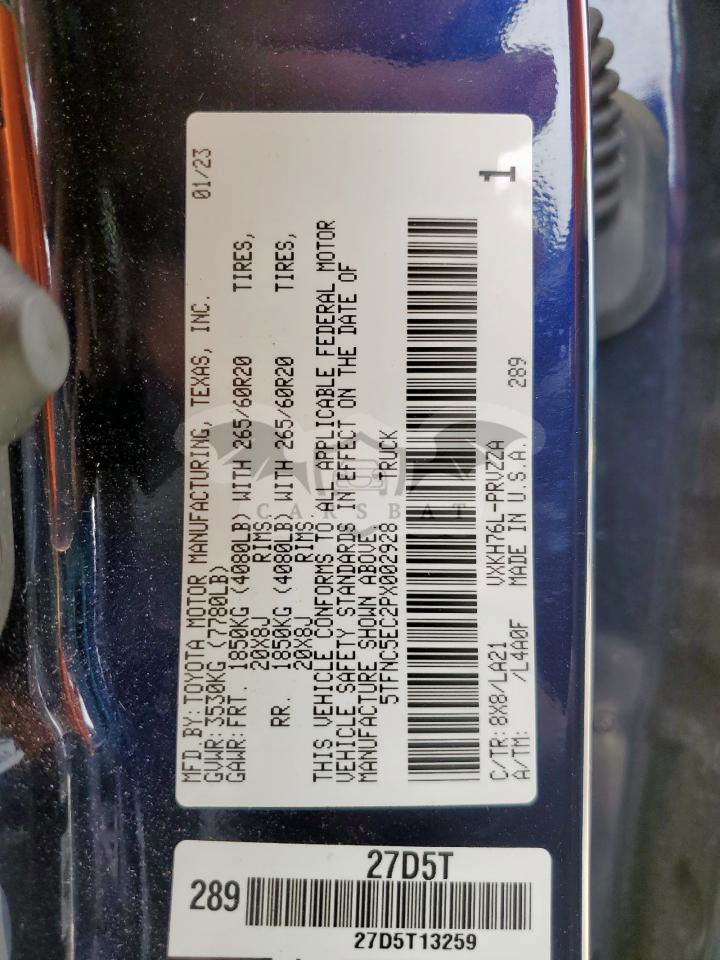 MFD.BY:TOYOTA MOTOR MANUFACTURING, TEXAS, INC. 01/23
GVWR:3530KG (7780LB)
GAWR:FRT. 1850KG (4080LB) WITH 265/60R20 TIRES,
20X8J RIMS.
RR. 1850KG (4080LB) WITH 265/60R20 TIRES,
20X8J RIMS.
THIS VEHICLE CONFORMS TO ALL APPLICABLE FEDERAL MOTOR
VEHICLE SAFETY STANDARDS IN EFFECT ON THE DATE OF
MANUFACTURE SHOWN ABOVE.
5TFNC5EC2PX002928 TRUCK
1
C/TR:8X8/LA21 VXKH76L-PRVZZA 289
A/TM: /L4A0F MADE IN U.S.A.
CARSBAT
27D5T
289
27D5T13259